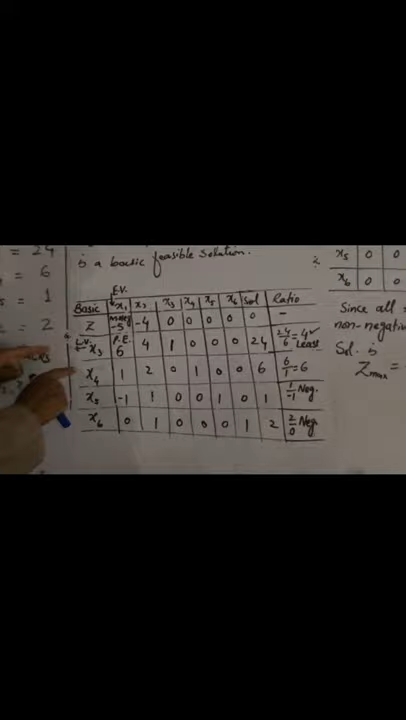 = 24
= 6
= 1
= 2
is a basic feasible solution.
E.V.
Basic x₁ x₂ x₃ x₄ x₅ x₆ Sol Ratio
Z -5 -4 0 0 0 0 0 -
L.V. x₃ P.E. 6 4 1 0 0 0 24 24/6 = 4 ✓ Least
x₄ 1 2 0 1 0 0 6 6/1 = 6
x₅ -1 1 0 0 1 0 1 1/-1 Neg.
x₆ 0 1 0 0 0 1 2 2/0 Neg.
x₅ 0 0
x₆ 0 0
Since all
non-negativ
Sol. is
Zmax =